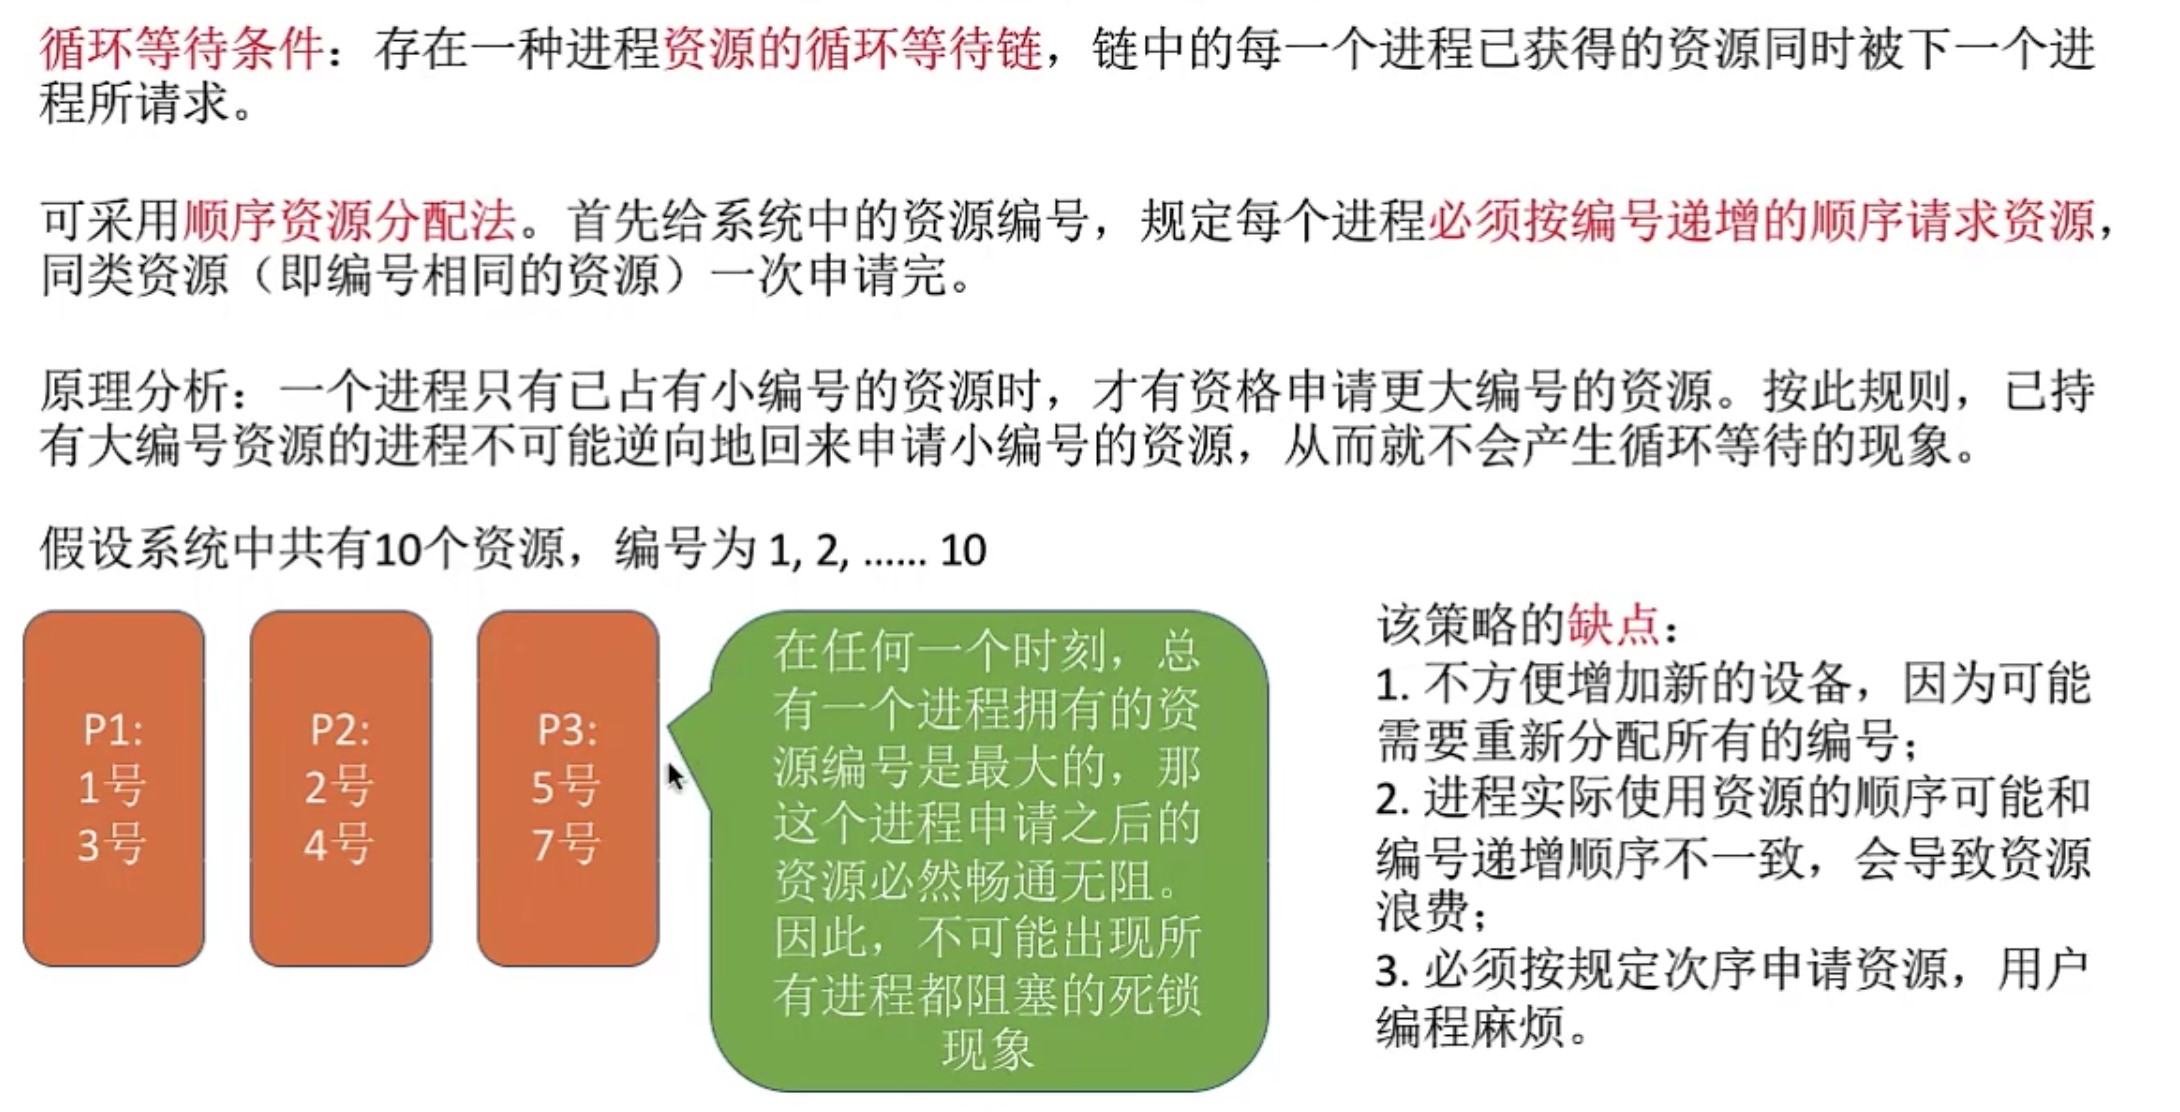 循环等待条件：存在一种进程资源的循环等待链，链中的每一个进程已获得的资源同时被下一个进
程所请求。
可采用顺序资源分配法。首先给系统中的资源编号，规定每个进程必须按编号递增的顺序请求资源，
同类资源（即编号相同的资源）一次申请完。
原理分析：一个进程只有已占有小编号的资源时，才有资格申请更大编号的资源。按此规则，已持
有大编号资源的进程不可能逆向地回来申请小编号的资源，从而就不会产生循环等待的现象。
假设系统中共有10个资源，编号为 1, 2, ...... 10
P1:
1号
3号
P2:
2号
4号
P3:
5号
7号
在任何一个时刻，总
有一个进程拥有的资
源编号是最大的，那
这个进程申请之后的
资源必然畅通无阻。
因此，不可能出现所
有进程都阻塞的死锁
现象
该策略的缺点：
1. 不方便增加新的设备，因为可能
需要重新分配所有的编号；
2. 进程实际使用资源的顺序可能和
编号递增顺序不一致，会导致资源
浪费；
3. 必须按规定次序申请资源，用户
编程麻烦。